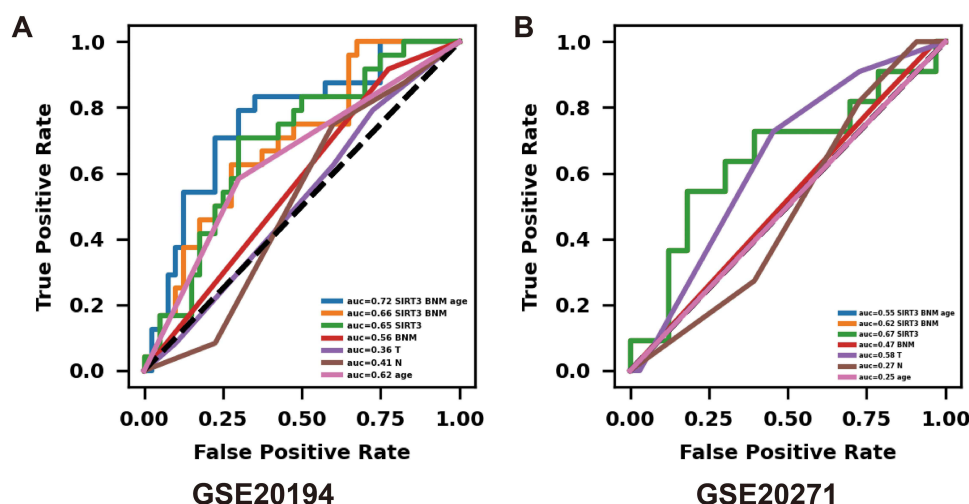 A
True Positive Rate
1.0
0.8
0.6
0.4
0.2
0.0
auc=0.72 SIRT3 BNM age
auc=0.66 SIRT3 BNM
auc=0.65 SIRT3
auc=0.56 BNM
auc=0.36 T
auc=0.41 N
auc=0.62 age
0.00 0.25 0.50 0.75 1.00
False Positive Rate
GSE20194
B
True Positive Rate
1.0
0.8
0.6
0.4
0.2
0.0
auc=0.55 SIRT3 BNM age
auc=0.62 SIRT3 BNM
auc=0.67 SIRT3
auc=0.47 BNM
auc=0.58 T
auc=0.27 N
auc=0.25 age
0.00 0.25 0.50 0.75 1.00
False Positive Rate
GSE20271